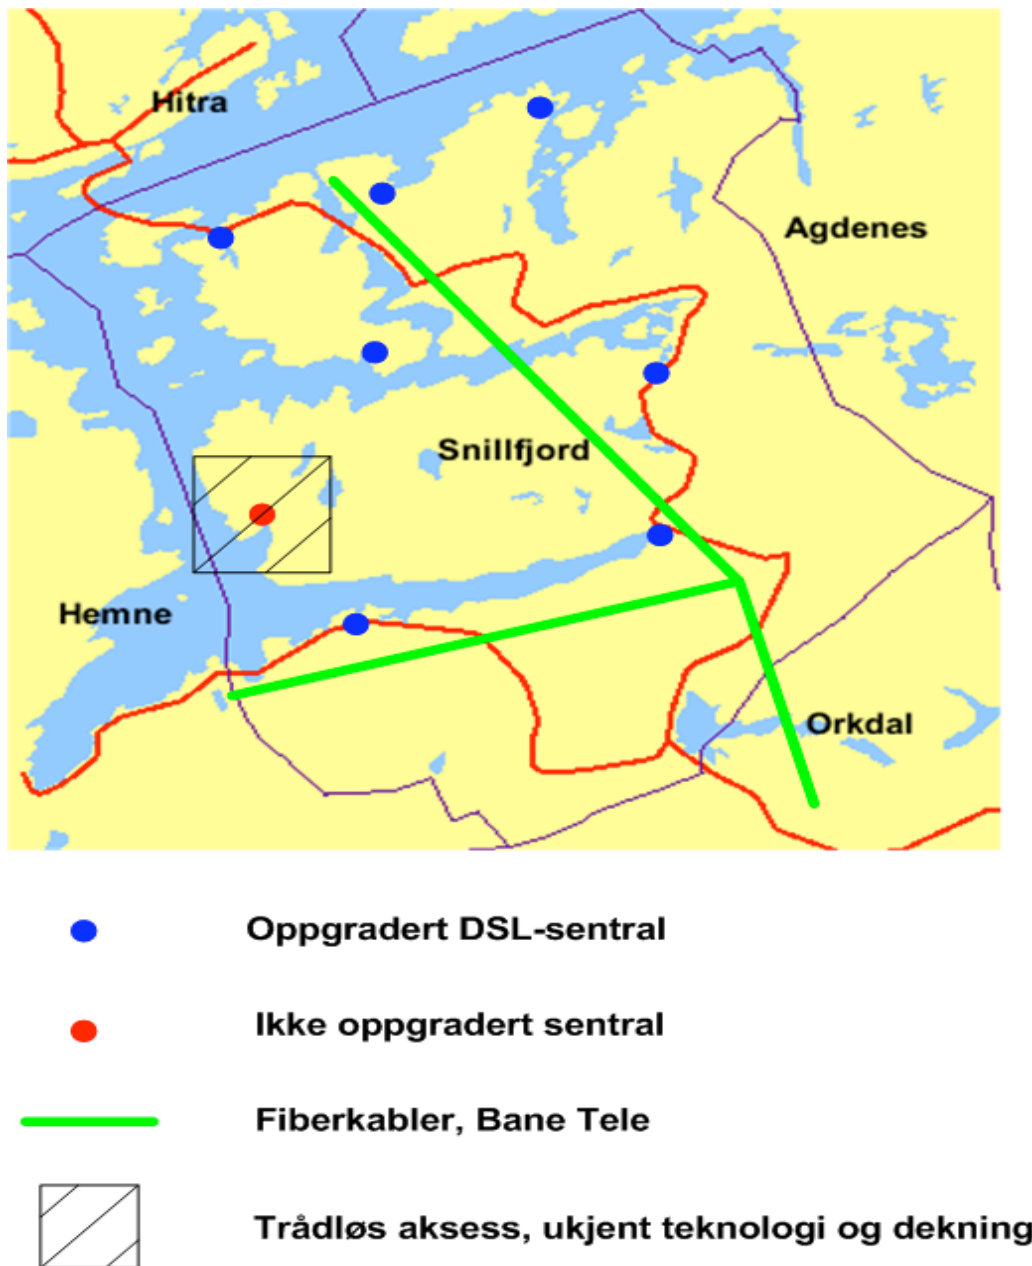 Hitra
Agdenes
Snillfjord
Hemne
Orkdal
Oppgradert DSL-sentral
Ikke oppgradert sentral
Fiberkabler, Bane Tele
Trådløs aksess, ukjent teknologi og dekning